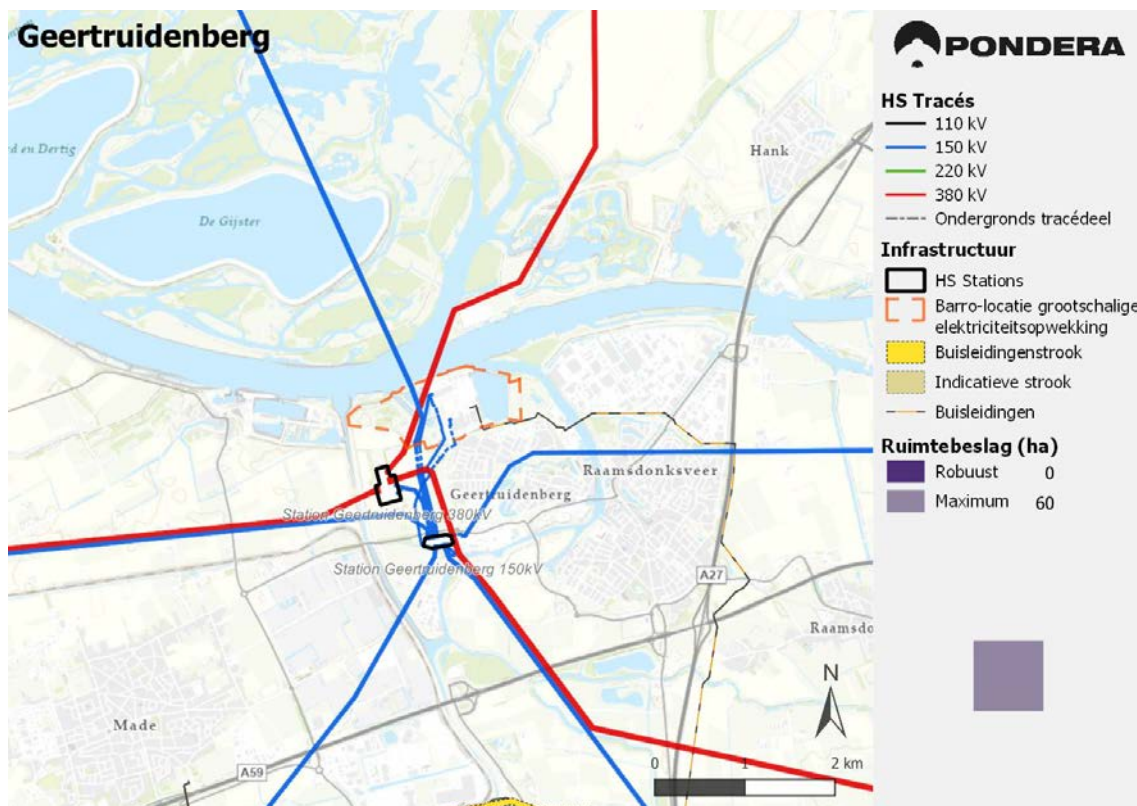 Geertruidenberg
PONDERA
HS Tracés
110 kV
150 kV
220 kV
380 kV
Ondergronds tracédeel
Infrastructuur
HS Stations
Barro-locatie grootschalige
elektriciteitsopwekking
Buisleidingenstrook
Indicatieve strook
Buisleidingen
Ruimtebeslag (ha)
Robuust 0
Maximum 60
en Dertig
De Gijster
Hank
Raamsdonksveer
Geertruidenberg
Station Geertruidenberg 380kV
Station Geertruidenberg 150kV
A27
Raamsdo
Made
A59
N
0 1 2 km